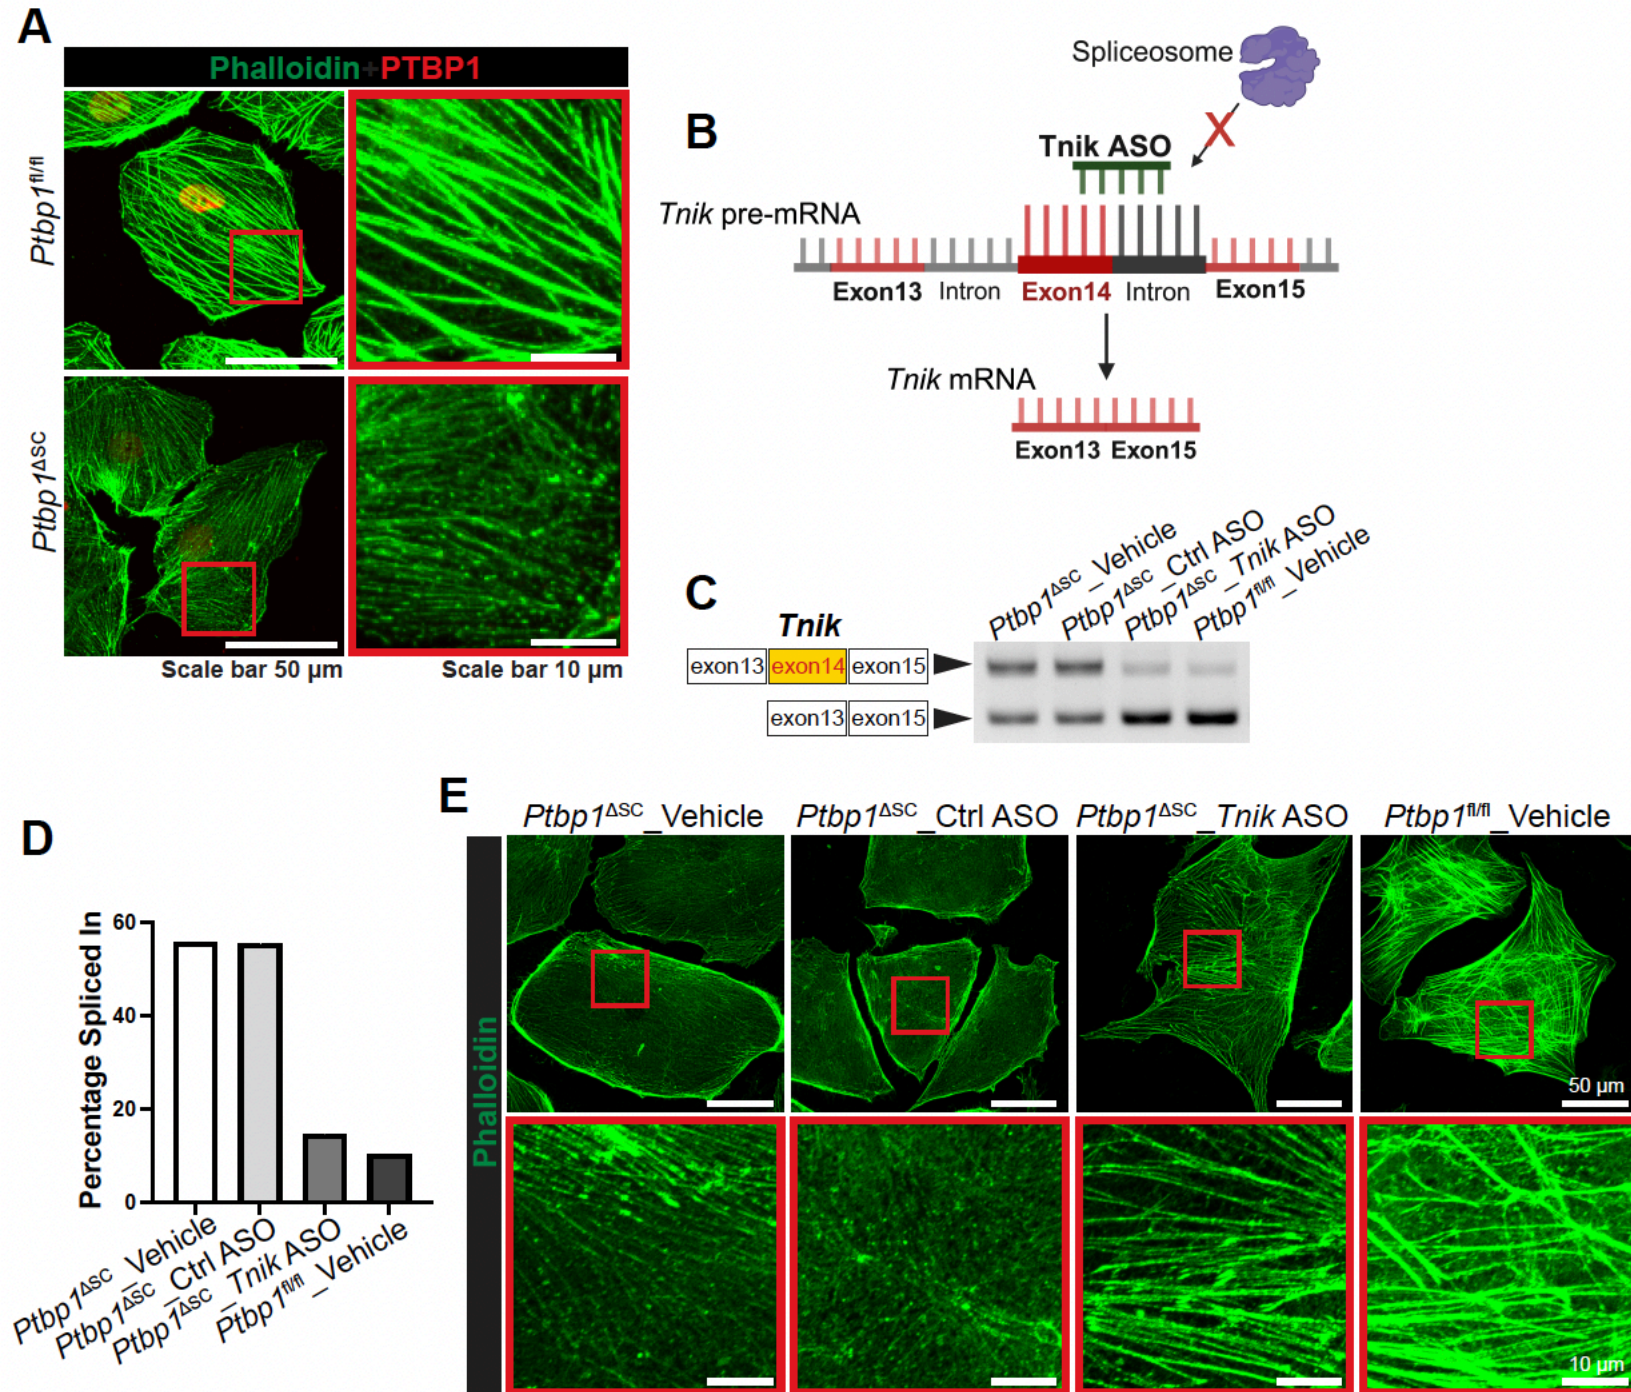 A
Phalloidin+PTBP1
Ptbp1fl/fl
Ptbp1ΔSC
Scale bar 50 μm
Scale bar 10 μm
B
Spliceosome
X
Tnik ASO
Tnik pre-mRNA
Exon13 Intron Exon14 Intron Exon15
Tnik mRNA
Exon13 Exon15
C
Ptbp1ΔSC_Vehicle
Ptbp1ΔSC_Ctrl ASO
Ptbp1ΔSC_Tnik ASO
Ptbp1fl/fl_Vehicle
Tnik
exon13 exon14 exon15
exon13 exon15
D
Percentage Spliced In
60
40
20
0
Ptbp1ΔSC_Vehicle
Ptbp1ΔSC_Ctrl ASO
Ptbp1ΔSC_Tnik ASO
Ptbp1fl/fl_Vehicle
E
Ptbp1ΔSC_Vehicle
Ptbp1ΔSC_Ctrl ASO
Ptbp1ΔSC_Tnik ASO
Ptbp1fl/fl_Vehicle
Phalloidin
50 μm
10 μm